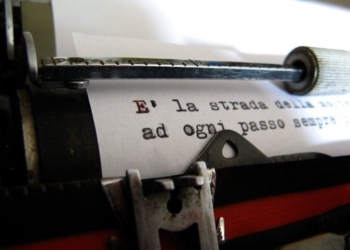 E' la strada della
ad ogni passo sempre